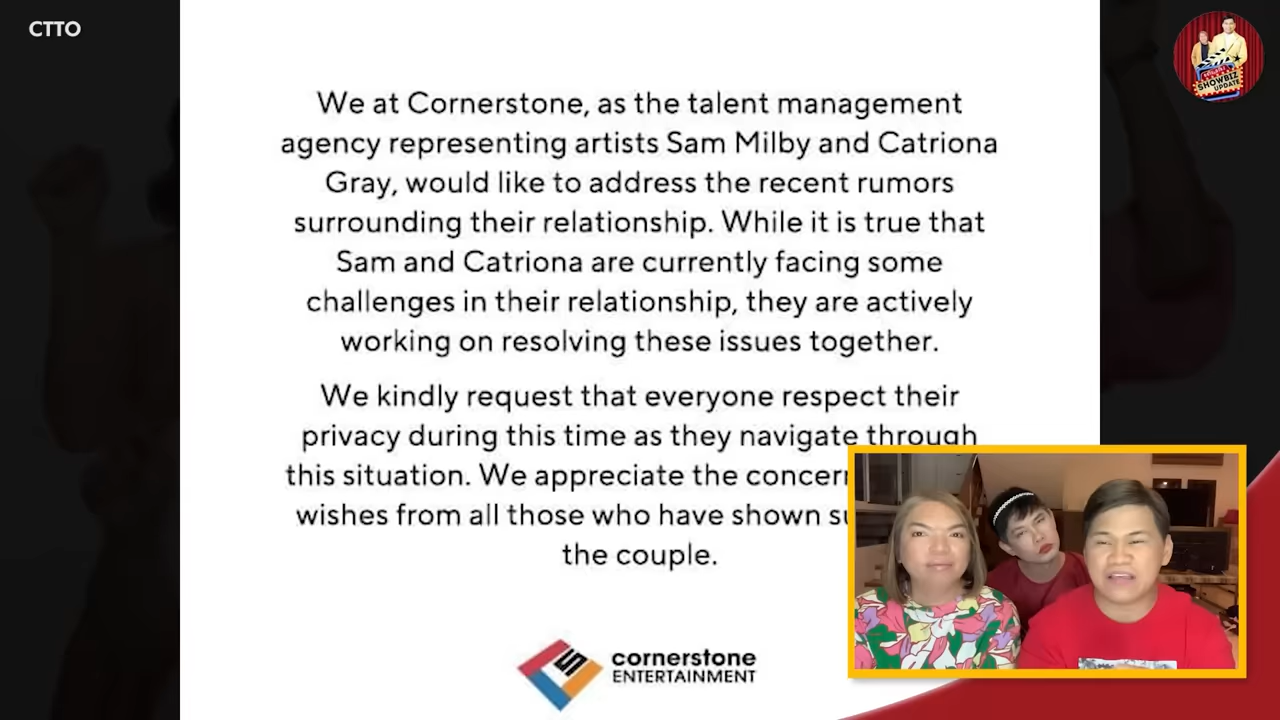 CTTO
SHOWBIZ
UPDATE
We at Cornerstone, as the talent management
agency representing artists Sam Milby and Catriona
Gray, would like to address the recent rumors
surrounding their relationship. While it is true that
Sam and Catriona are currently facing some
challenges in their relationship, they are actively
working on resolving these issues together.
We kindly request that everyone respect their
privacy during this time as they navigate through
this situation. We appreciate the concern
wishes from all those who have shown
the couple.
cornerstone
ENTERTAINMENT